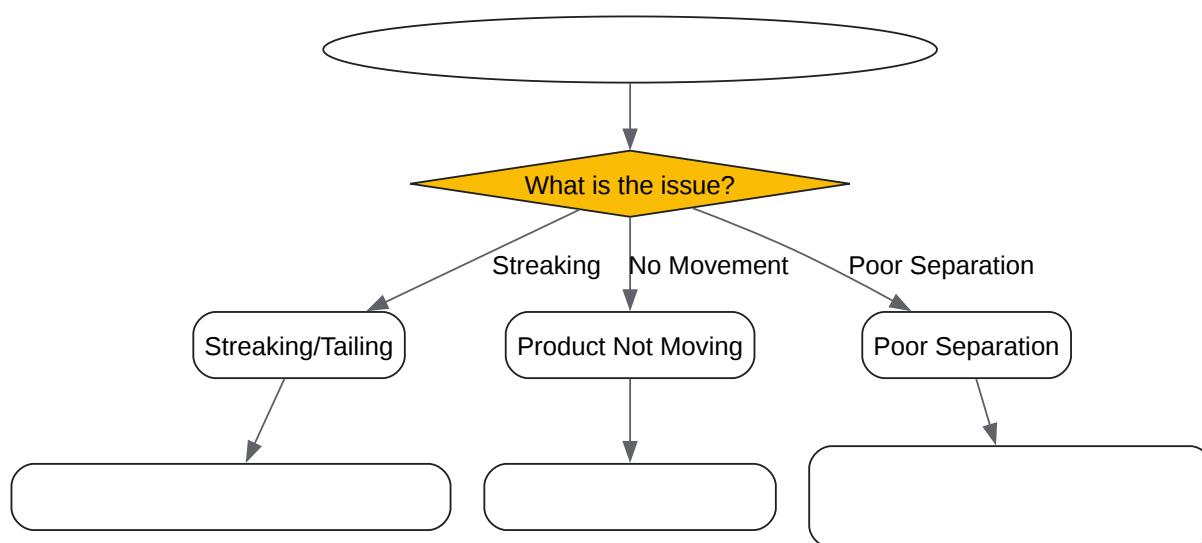 What is the issue?
Streaking
No Movement
Poor Separation
Streaking/Tailing
Product Not Moving
Poor Separation